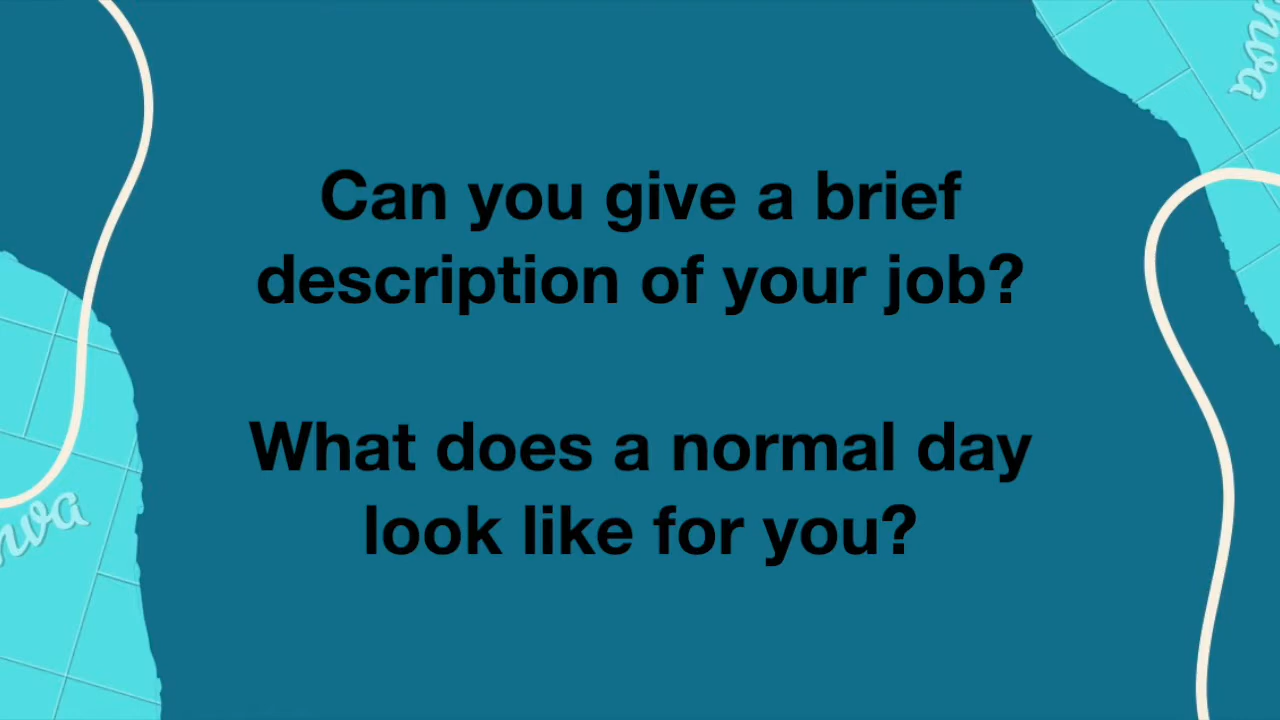 Can you give a brief
description of your job?
What does a normal day
look like for you?